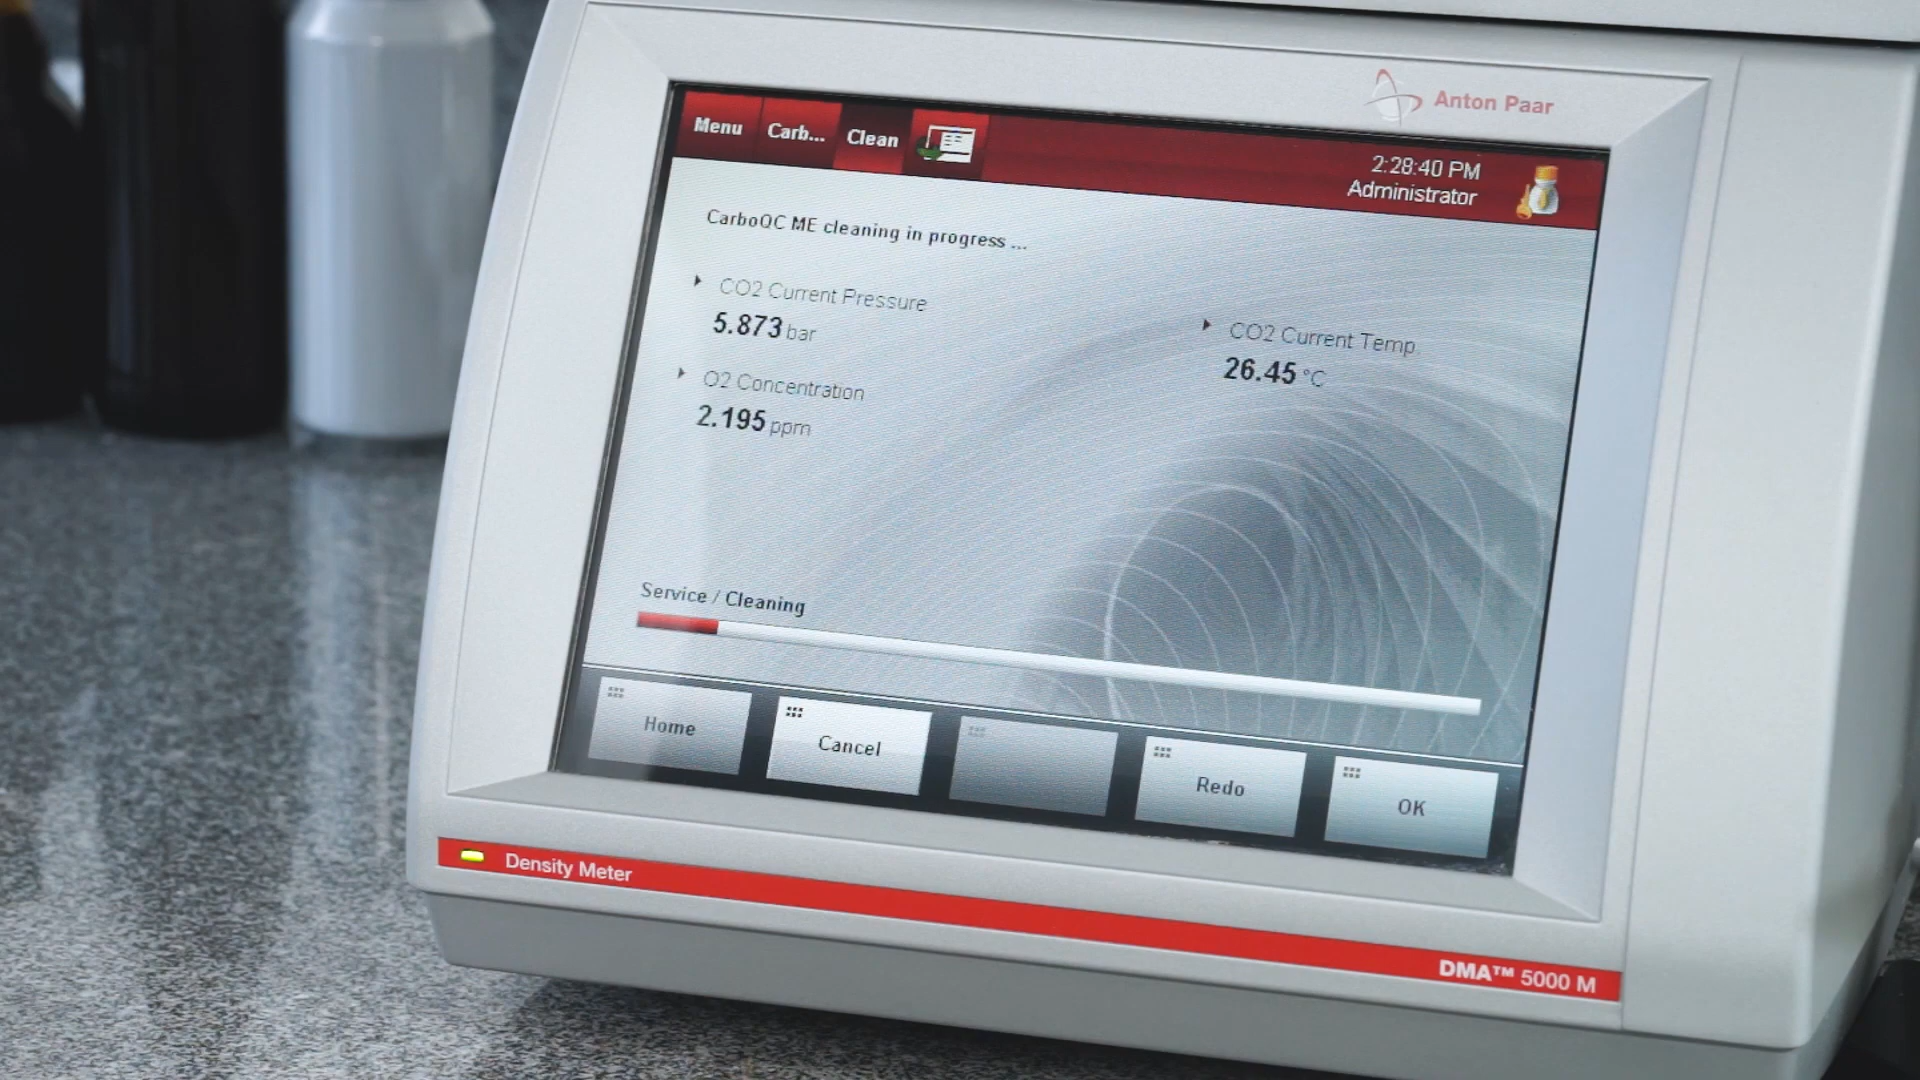 Anton Paar
Menu Carb... Clean
2:28:40 PM
Administrator
CarboQC ME cleaning in progress ...
CO2 Current Pressure
5.873 bar
CO2 Current Temp.
26.45 °C
O2 Concentration
2.195 ppm
Service / Cleaning
Home Cancel Redo OK
Density Meter
DMA™ 5000 M